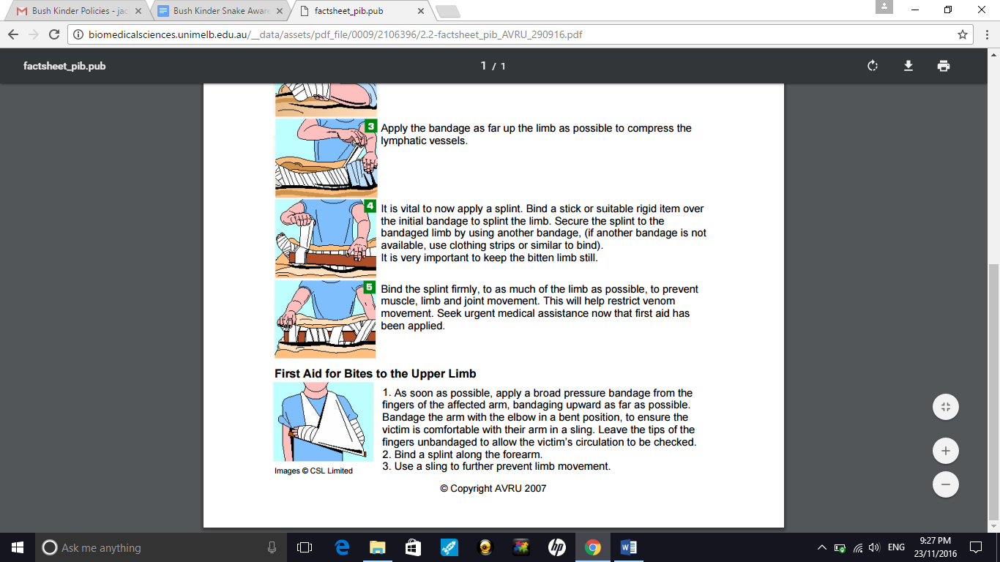 Bush Kinder Policies - jac
Bush Kinder Snake Aware
factsheet_pib.pub
biomedicalsciences.unimelb.edu.au/__data/assets/pdf_file/0009/2106396/2.2-factsheet_pib_AVRU_290916.pdf
factsheet_pib.pub
1 / 1
3
Apply the bandage as far up the limb as possible to compress the
lymphatic vessels.
4
It is vital to now apply a splint. Bind a stick or suitable rigid item over
the initial bandage to splint the limb. Secure the splint to the
bandaged limb by using another bandage, (if another bandage is not
available, use clothing strips or similar to bind).
It is very important to keep the bitten limb still.
5
Bind the splint firmly, to as much of the limb as possible, to prevent
muscle, limb and joint movement. This will help restrict venom
movement. Seek urgent medical assistance now that first aid has
been applied.
First Aid for Bites to the Upper Limb
1. As soon as possible, apply a broad pressure bandage from the
fingers of the affected arm, bandaging upward as far as possible.
Bandage the arm with the elbow in a bent position, to ensure the
victim is comfortable with their arm in a sling. Leave the tips of the
fingers unbandaged to allow the victim's circulation to be checked.
2. Bind a splint along the forearm.
3. Use a sling to further prevent limb movement.
Images © CSL Limited
© Copyright AVRU 2007
Ask me anything
hp
ENG
9:27 PM
23/11/2016